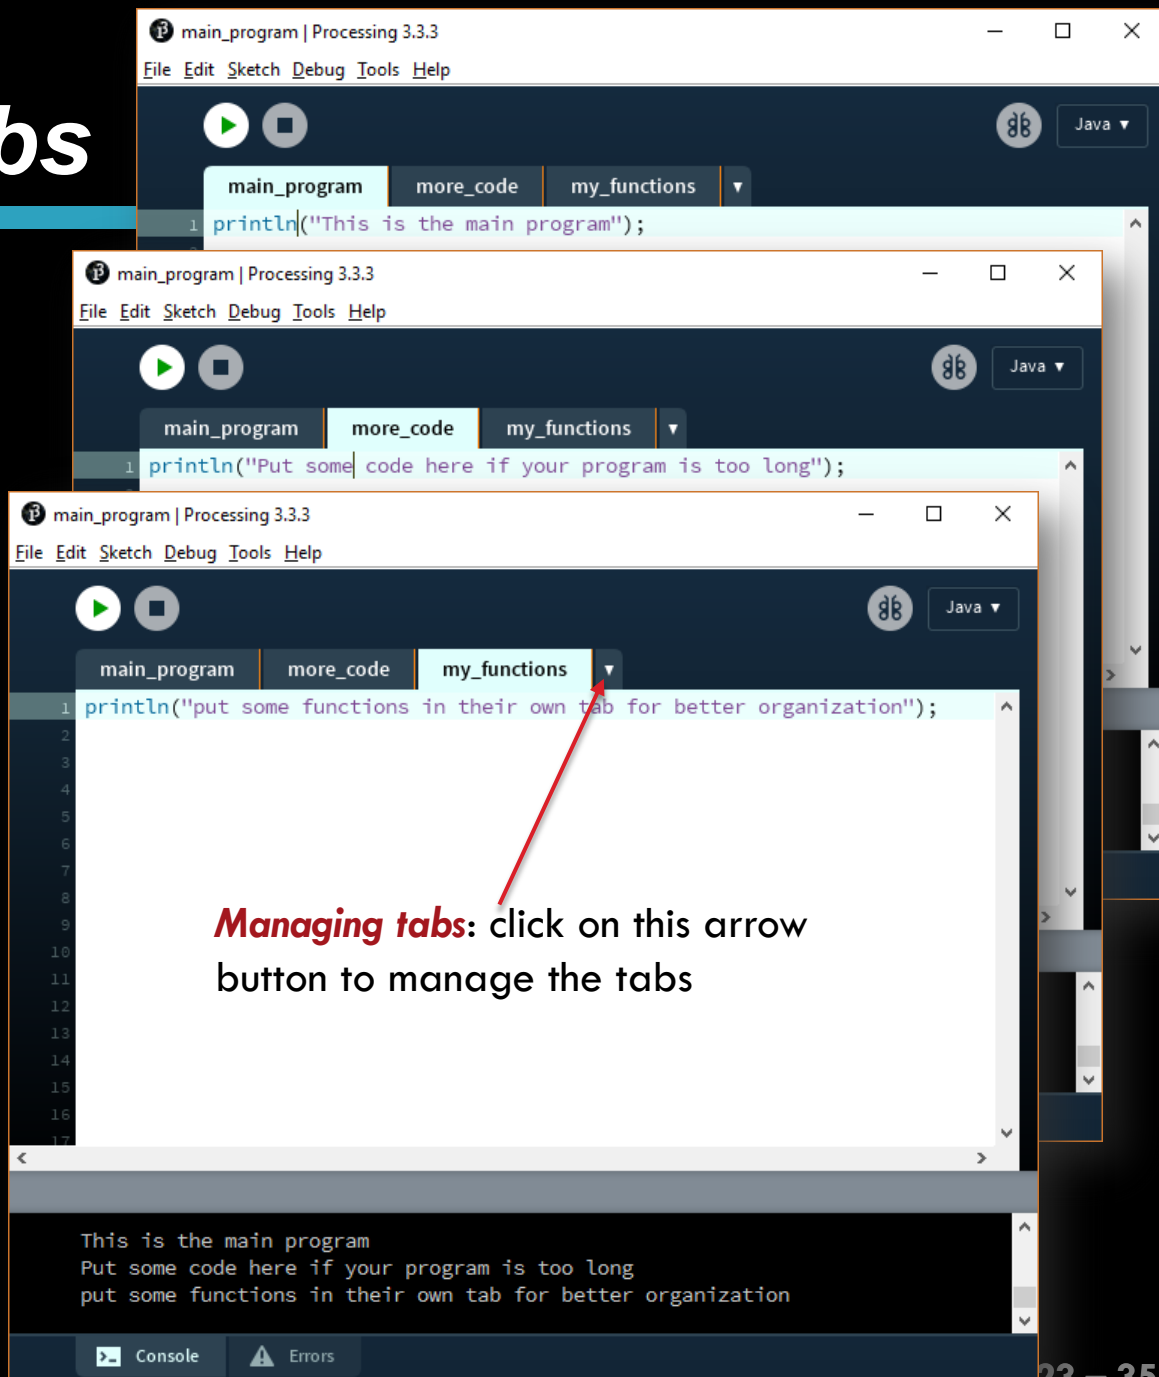 bs
main_program | Processing 3.3.3
File Edit Sketch Debug Tools Help
Java ▼
main_program more_code my_functions ▼
1 println("This is the main program");
main_program | Processing 3.3.3
File Edit Sketch Debug Tools Help
Java ▼
main_program more_code my_functions ▼
1 println("Put some code here if your program is too long");
main_program | Processing 3.3.3
File Edit Sketch Debug Tools Help
Java ▼
main_program more_code my_functions ▼
1 println("put some functions in their own tab for better organization");
2
3
4
5
6
7
8
9
10
11
12
13
14
15
16
17
Managing tabs: click on this arrow
button to manage the tabs
This is the main program
Put some code here if your program is too long
put some functions in their own tab for better organization
Console Errors
23 – 35